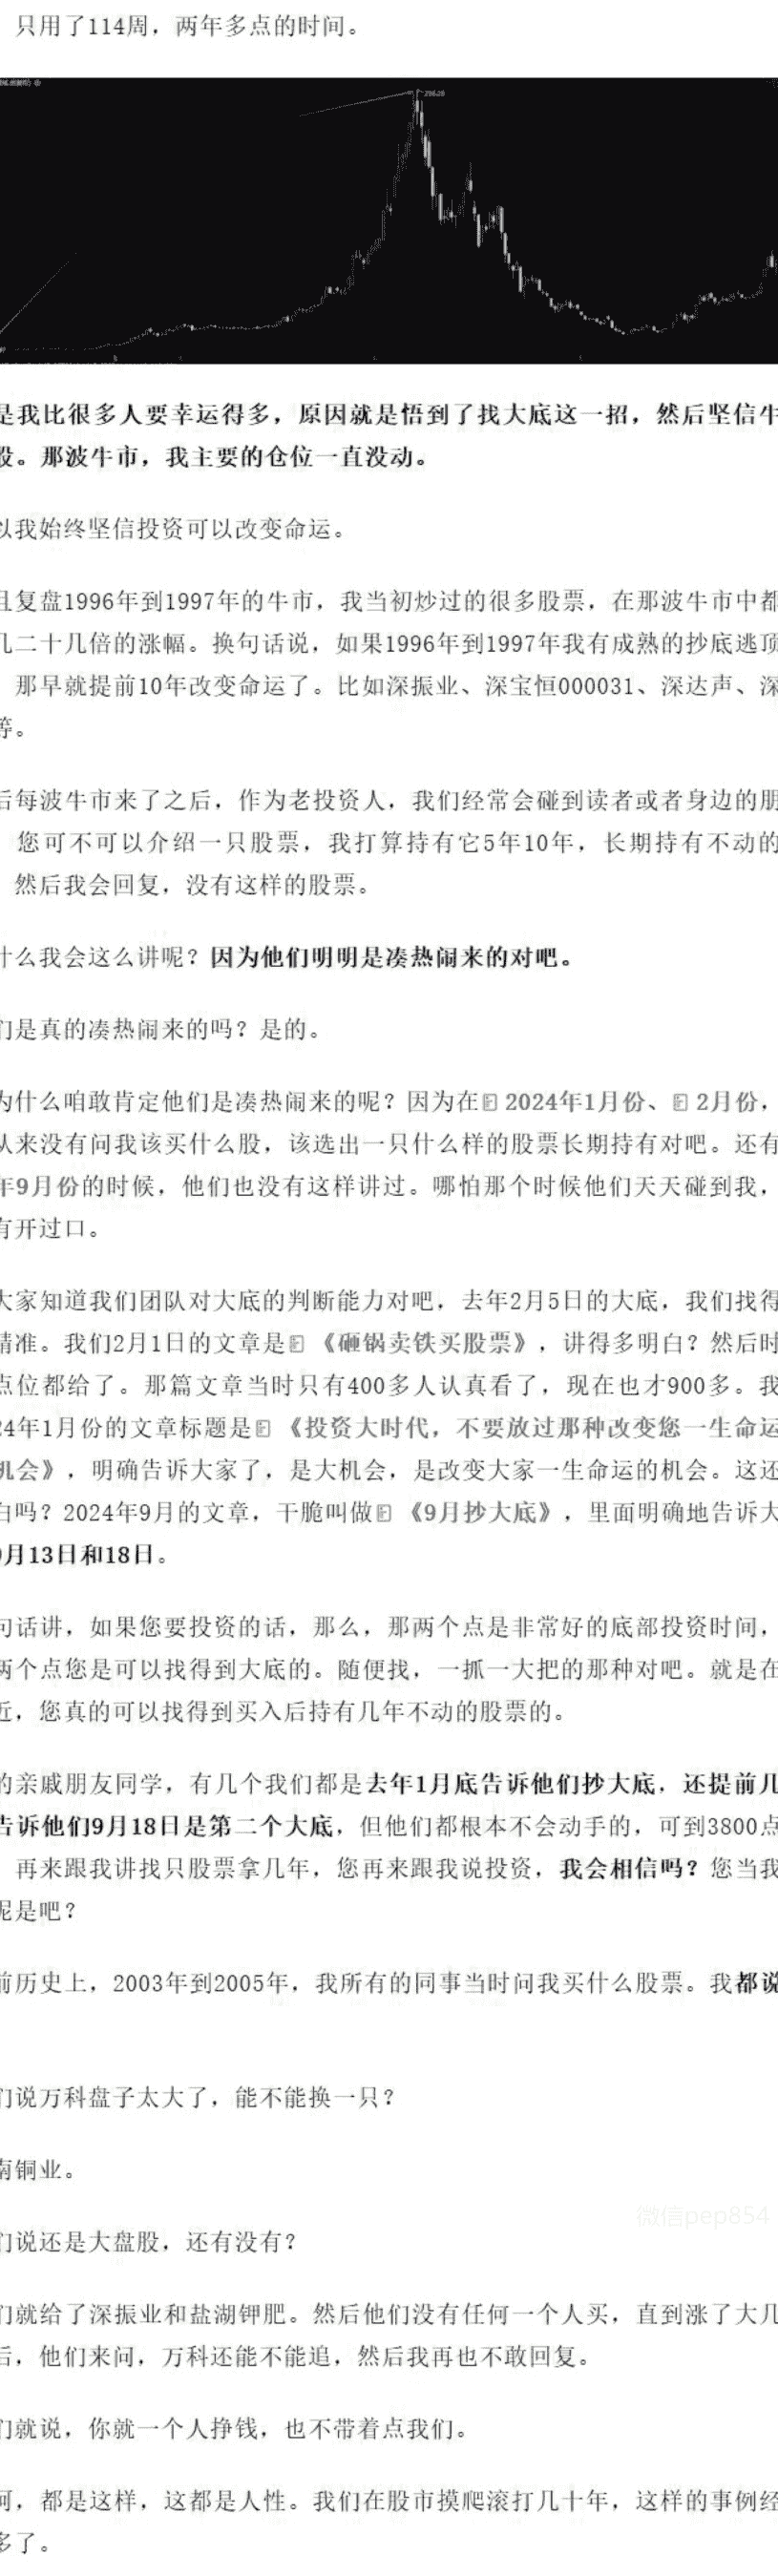 只用了114周，两年多点的时间。
296.28
是我比很多人要幸运得多，原因就是悟到了找大底这一招，然后坚信牛
股。那波牛市，我主要的仓位一直没动。
以我始终坚信投资可以改变命运。
且复盘1996年到1997年的牛市，我当初炒过的很多股票，在那波牛市中都
几二十几倍的涨幅。换句话说，如果1996年到1997年我有成熟的抄底逃顶
，那早就提前10年改变命运了。比如深振业、深宝恒000031、深达声、深
等。
后每波牛市来了之后，作为老投资人，我们经常会碰到读者或者身边的朋
，您可不可以介绍一只股票，我打算持有它5年10年，长期持有不动的
然后我会回复，没有这样的股票。
什么我会这么讲呢？因为他们明明是凑热闹来的对吧。
们是真的凑热闹来的吗？是的。
为什么咱敢肯定他们是凑热闹来的呢？因为在2024年1月份、2月份，
从来没有问我该买什么股，该选出一只什么样的股票长期持有对吧。还有
年9月份的时候，他们也没有这样讲过。哪怕那个时候他们天天碰到我，
有开过口。
大家知道我们团队对大底的判断能力对吧，去年2月5日的大底，我们找得
精准。我们2月1日的文章是《砸锅卖铁买股票》，讲得多明白？然后时
点位都给了。那篇文章当时只有400多人认真看了，现在也才900多。我
24年1月份的文章标题是《投资大时代，不要放过那种改变您一生命运
机会》，明确告诉大家了，是大机会，是改变大家一生命运的机会。这还
白吗？2024年9月的文章，干脆叫做《9月抄大底》，里面明确地告诉大
9月13日和18日。
句话讲，如果您要投资的话，那么，那两个点是非常好的底部投资时间，
两个点您是可以找得到大底的。随便找，一抓一大把的那种对吧。就是在
近，您真的可以找得到买入后持有几年不动的股票的。
的亲戚朋友同学，有几个我们都是去年1月底告诉他们抄大底，还提前几
告诉他们9月18日是第二个大底，但他们都根本不会动手的，可到3800点
，再来跟我讲找只股票拿几年，您再来跟我说投资，我会相信吗？您当我
呢是吧？
前历史上，2003年到2005年，我所有的同事当时问我买什么股票。我都说
们说万科盘子太大了，能不能换一只？
南铜业。
们说还是大盘股，还有没有？
们就给了深振业和盐湖钾肥。然后他们没有任何一个人买，直到涨了大几
后，他们来问，万科还能不能追，然后我再也不敢回复。
们就说，你就一个人挣钱，也不带着点我们。
呵，都是这样，这都是人性。我们在股市摸爬滚打几十年，这样的事例经
多了。
微信pep854